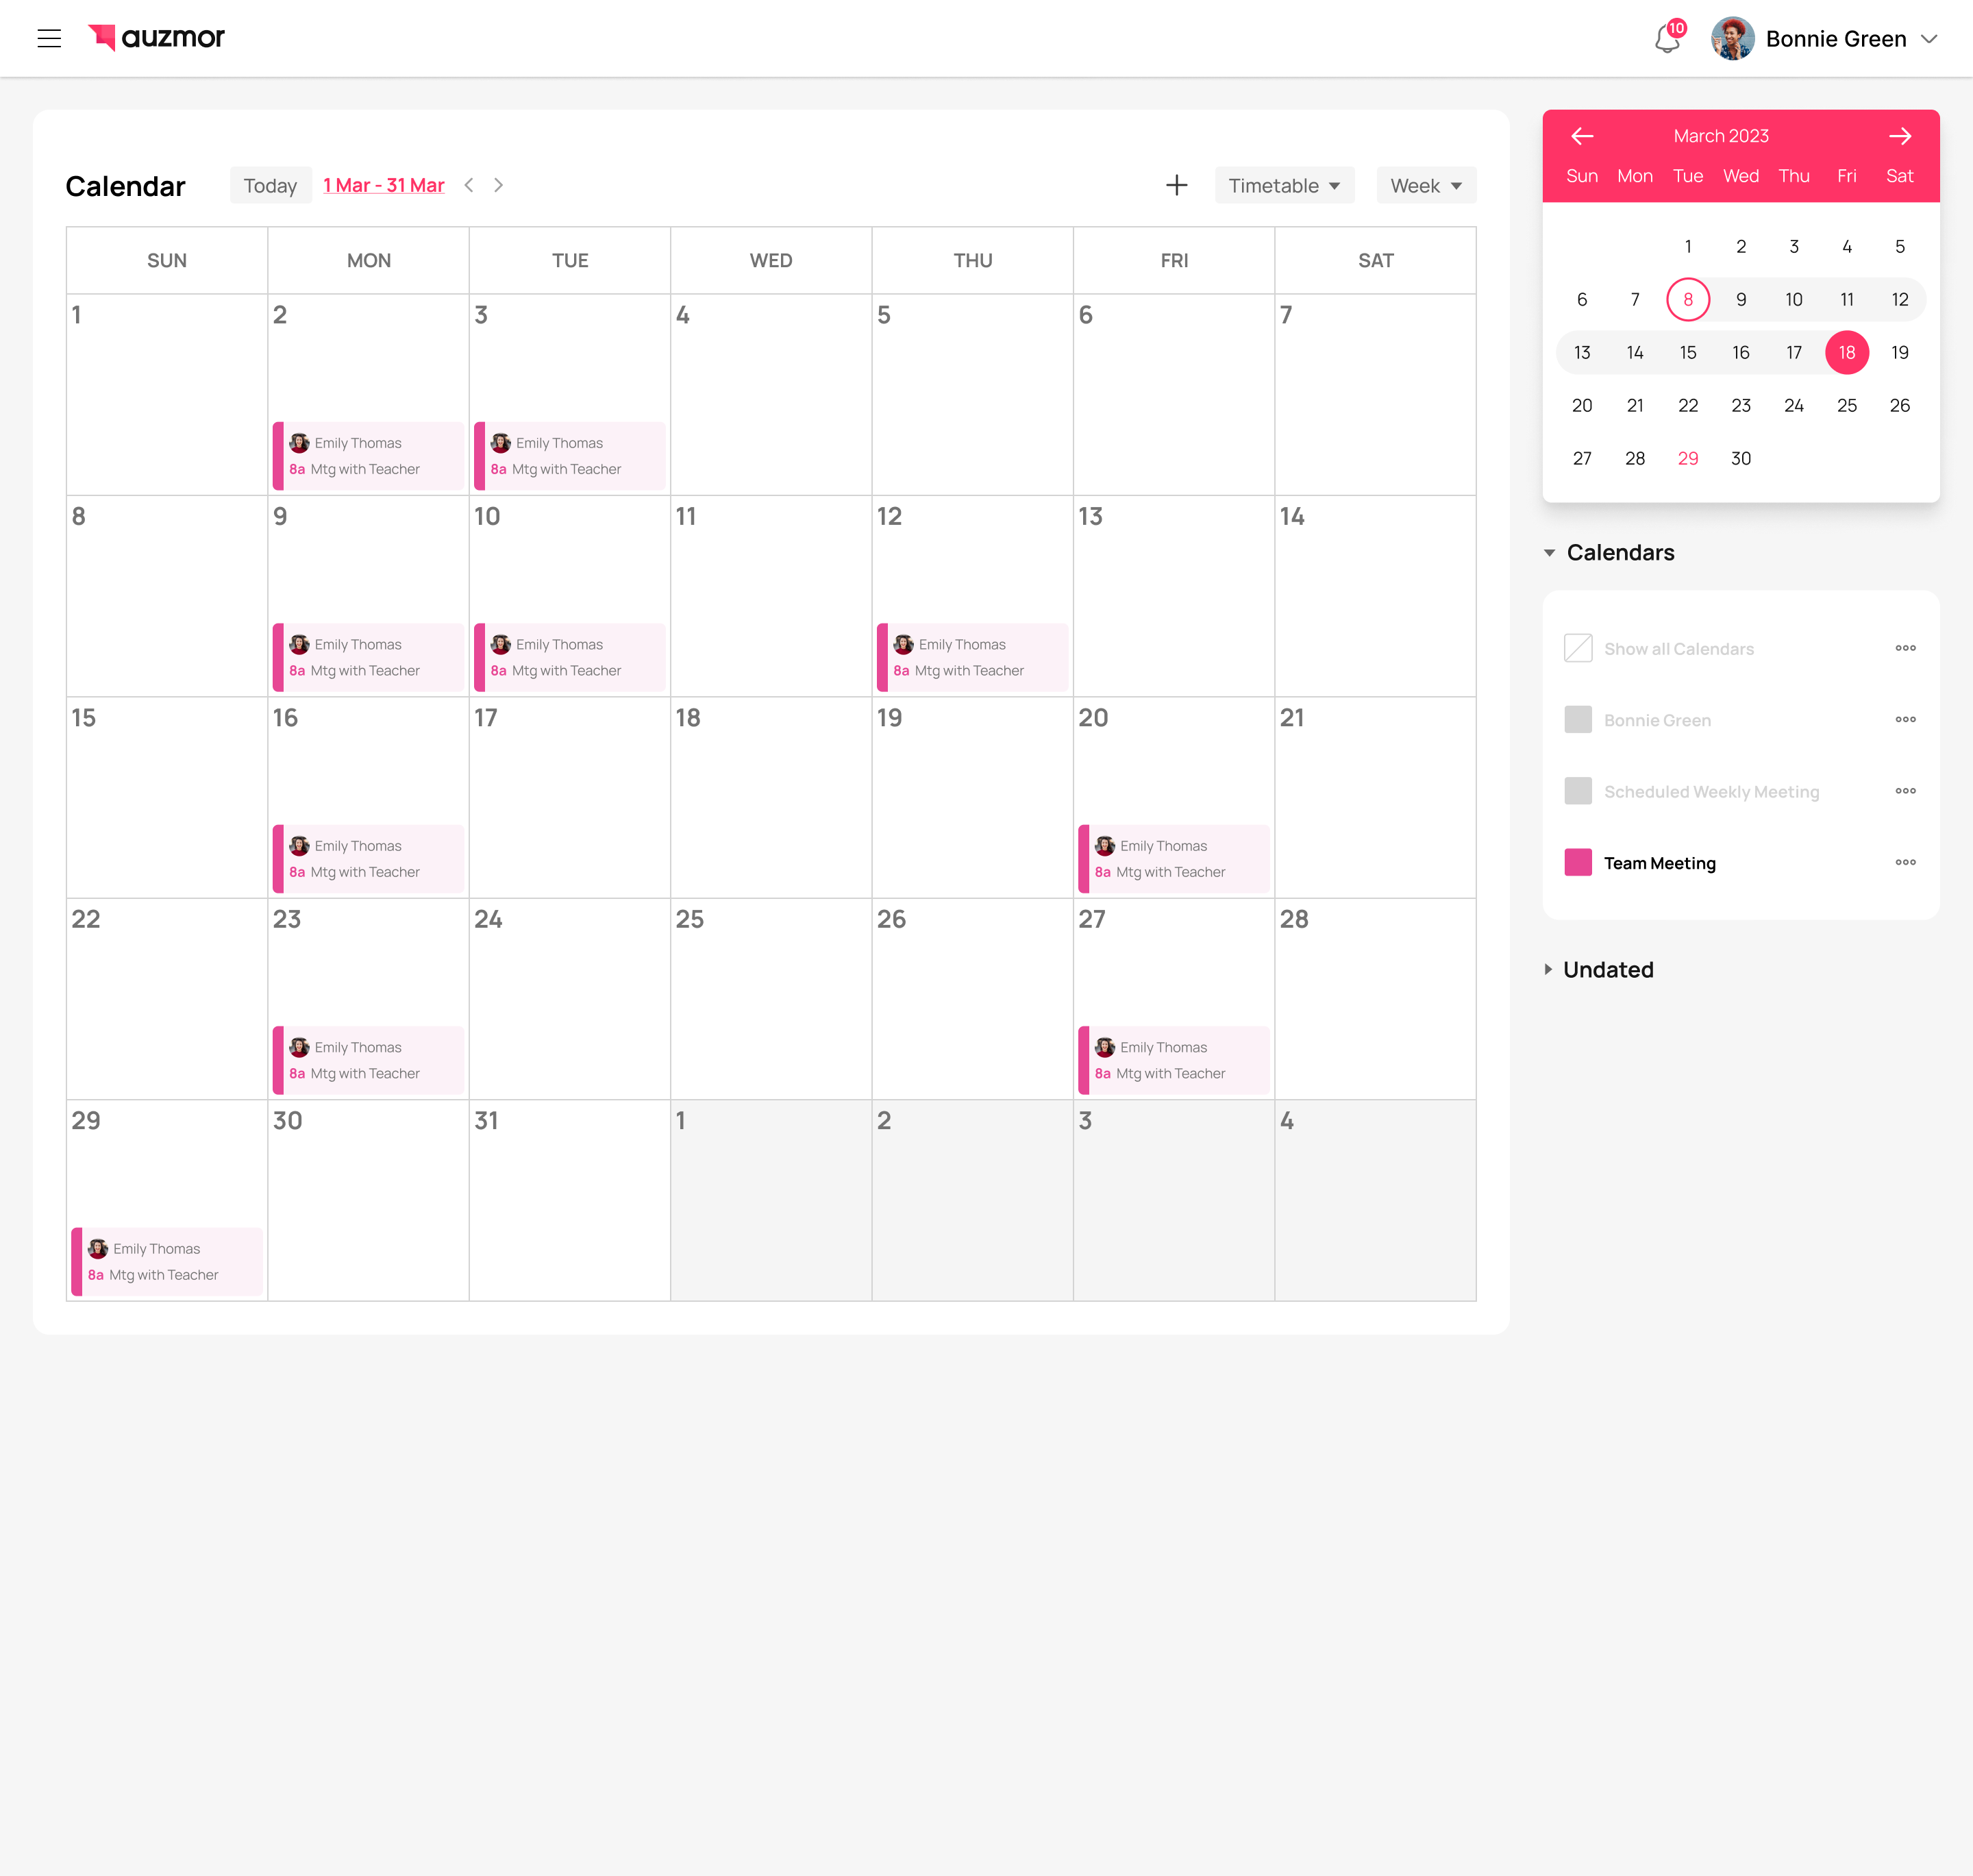 auzmor
10
Bonnie Green
Calendar
Today
1 Mar - 31 Mar
Timetable
Week
SUN MON TUE WED THU FRI SAT
1 2 3 4 5 6 7
Emily Thomas Emily Thomas
8a Mtg with Teacher 8a Mtg with Teacher
8 9 10 11 12 13 14
Emily Thomas Emily Thomas Emily Thomas
8a Mtg with Teacher 8a Mtg with Teacher 8a Mtg with Teacher
15 16 17 18 19 20 21
Emily Thomas Emily Thomas
8a Mtg with Teacher 8a Mtg with Teacher
22 23 24 25 26 27 28
Emily Thomas Emily Thomas
8a Mtg with Teacher 8a Mtg with Teacher
29 30 31 1 2 3 4
Emily Thomas
8a Mtg with Teacher
March 2023
Sun Mon Tue Wed Thu Fri Sat
1 2 3 4 5
6 7 8 9 10 11 12
13 14 15 16 17 18 19
20 21 22 23 24 25 26
27 28 29 30
Calendars
Show all Calendars
Bonnie Green
Scheduled Weekly Meeting
Team Meeting
Undated